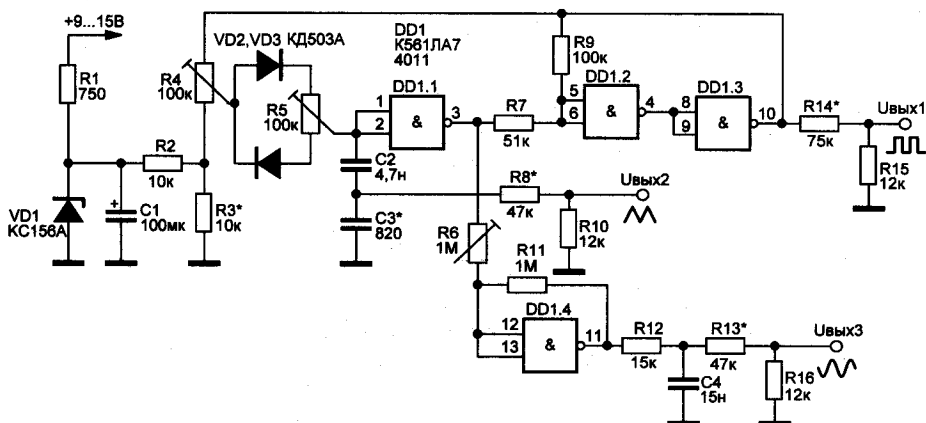 +9...15В
R1
750
VD1
КС156А
C1
100мк
+
R2
10к
R3*
10к
R4
100к
VD2,VD3 КД503А
R5
100к
DD1
К561ЛА7
4011
DD1.1
1
2
&
3
C2
4,7н
C3*
820
R7
51к
R9
100к
DD1.2
5
6
&
4
DD1.3
8
9
&
10
R14*
75к
Uвых1
R15
12к
R8*
47к
Uвых2
R10
12к
R6
1М
R11
1М
DD1.4
12
13
&
11
R12
15к
C4
15н
R13*
47к
Uвых3
R16
12к